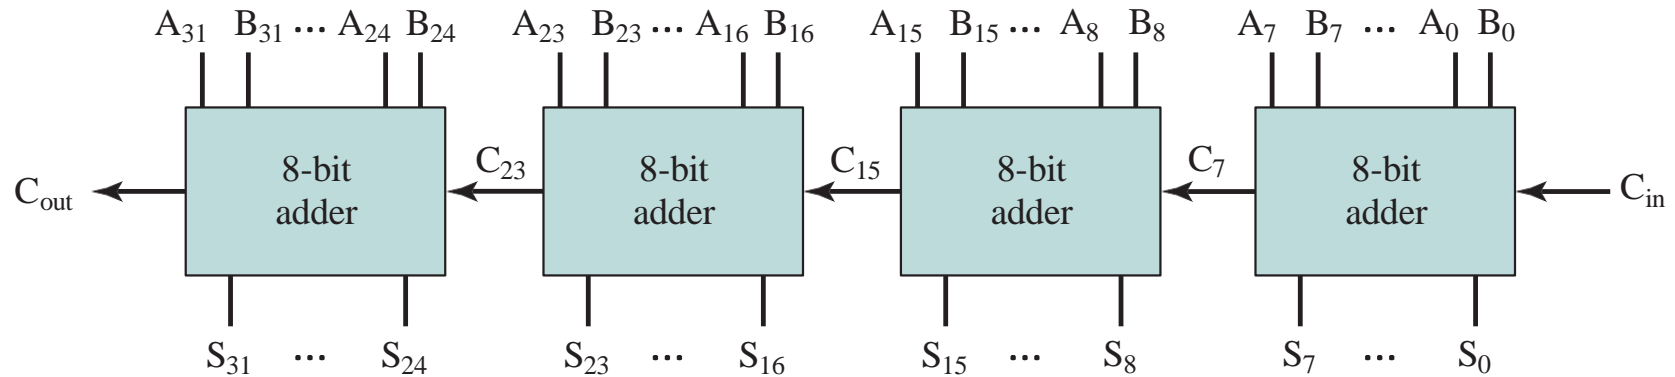 A31 B31 ... A24 B24 A23 B23 ... A16 B16 A15 B15 ... A8 B8 A7 B7 ... A0 B0
Cout 8-bit adder C23 8-bit adder C15 8-bit adder C7 8-bit adder Cin
S31 ... S24 S23 ... S16 S15 ... S8 S7 ... S0